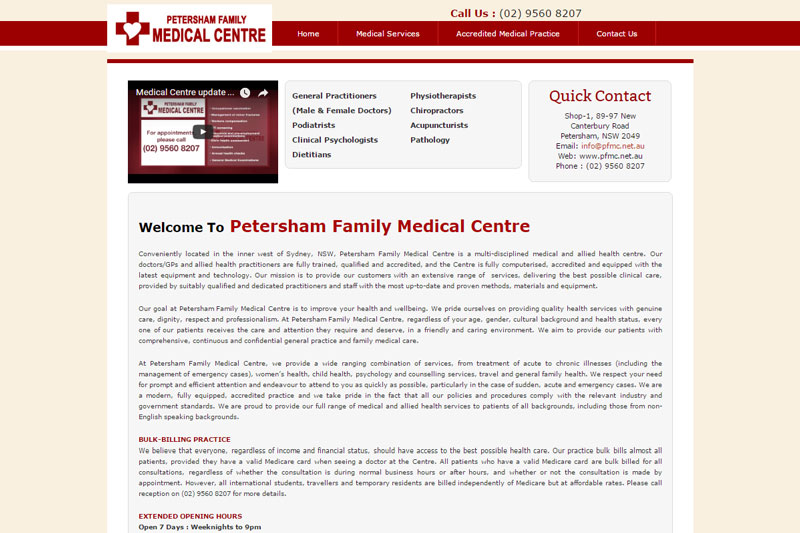 Call Us : (02) 9560 8207
PETERSHAM FAMILY
MEDICAL CENTRE
Home
Medical Services
Accredited Medical Practice
Contact Us
Medical Centre update ...
PETERSHAM FAMILY
MEDICAL CENTRE
For appointments
please call
(02) 9560 8207
General Practitioners
(Male & Female Doctors)
Podiatrists
Clinical Psychologists
Dietitians
Physiotherapists
Chiropractors
Acupuncturists
Pathology
Quick Contact
Shop-1, 89-97 New
Canterbury Road
Petersham, NSW 2049
Email: info@pfmc.net.au
Web: www.pfmc.net.au
Phone : (02) 9560 8207
Welcome To Petersham Family Medical Centre
Conveniently located in the inner west of Sydney, NSW, Petersham Family Medical Centre is a multi-disciplined medical and allied health centre. Our
doctors/GPs and allied health practitioners are fully trained, qualified and accredited, and the Centre is fully computerised, accredited and equipped with the
latest equipment and technology. Our mission is to provide our customers with an extensive range of services, delivering the best possible clinical care,
provided by suitably qualified and dedicated practitioners and staff with the most up-to-date and proven methods, materials and equipment.
Our goal at Petersham Family Medical Centre is to improve your health and wellbeing. We pride ourselves on providing quality health services with genuine
care, dignity, respect and professionalism. At Petersham Family Medical Centre, regardless of your age, gender, cultural background and health status, every
one of our patients receives the care and attention they require and deserve, in a friendly and caring environment. We aim to provide our patients with
comprehensive, continuous and confidential general practice and family medical care.
At Petersham Family Medical Centre, we provide a wide ranging combination of services, from treatment of acute to chronic illnesses (including the
management of emergency cases), women's health, child health, psychology and counselling services, travel and general family health. We respect your need
for prompt and efficient attention and endeavour to attend to you as quickly as possible, particularly in the case of sudden, acute and emergency cases. We are
a modern, fully equipped, accredited practice and we take pride in the fact that all our policies and procedures comply with the relevant industry and
government standards. We are proud to provide our full range of medical and allied health services to patients of all backgrounds, including those from non-
English speaking backgrounds.
BULK-BILLING PRACTICE
We believe that everyone, regardless of income and financial status, should have access to the best possible health care. Our practice bulk bills almost all
patients, provided they have a valid Medicare card when seeing a doctor at the Centre. All patients who have a valid Medicare card are bulk billed for all
consultations, regardless of whether the consultation is during normal business hours or after hours, and whether or not the consultation is made by
appointment. However, all international students, travellers and temporary residents are billed independently of Medicare but at affordable rates. Please call
reception on (02) 9560 8207 for more details.
EXTENDED OPENING HOURS
Open 7 Days : Weeknights to 9pm